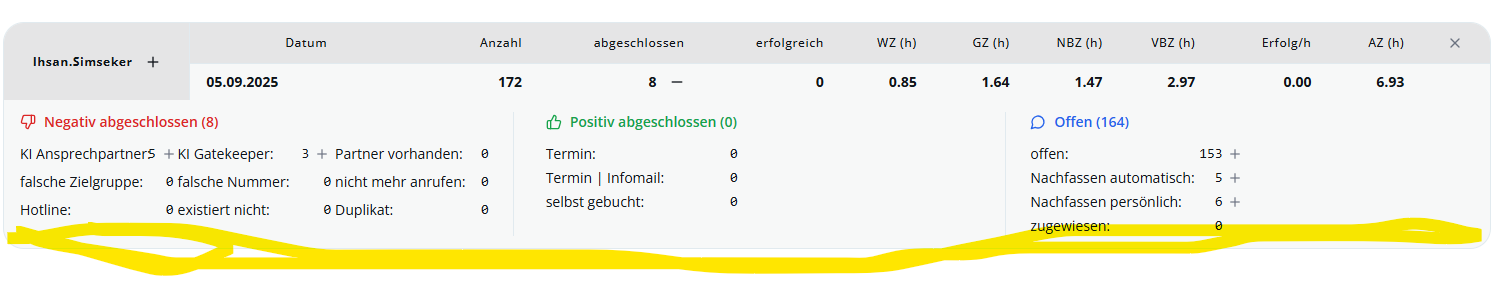 Datum Anzahl abgeschlossen erfolgreich WZ (h) GZ (h) NBZ (h) VBZ (h) Erfolg/h AZ (h) ×
Ihsan.Simseker +
05.09.2025 172 8 — 0 0.85 1.64 1.47 2.97 0.00 6.93
Negativ abgeschlossen (8) Positiv abgeschlossen (0) Offen (164)
KI Ansprechpartner: 5 + KI Gatekeeper: 3 + Partner vorhanden: 0 Termin: 0 offen: 153 +
falsche Zielgruppe: 0 falsche Nummer: 0 nicht mehr anrufen: 0 Termin | Infomail: 0 Nachfassen automatisch: 5 +
Hotline: 0 existiert nicht: 0 Duplikat: 0 selbst gebucht: 0 Nachfassen persönlich: 6 +
zugewiesen: 0